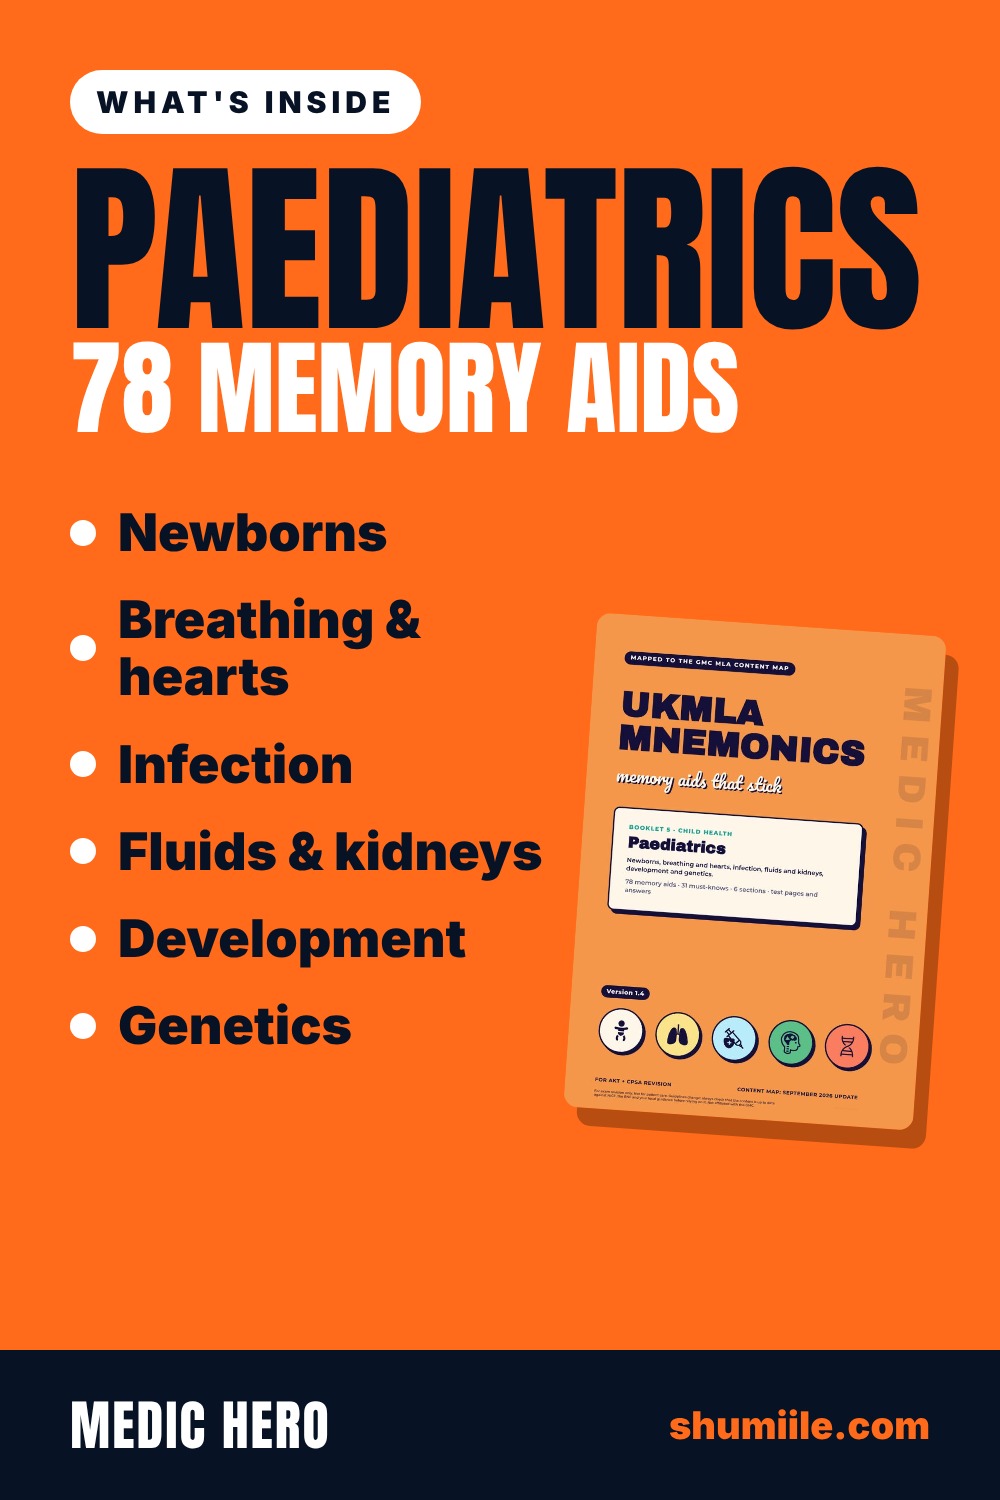 WHAT'S INSIDE
PAEDIATRICS
78 MEMORY AIDS
Newborns
Breathing &
hearts
Infection
Fluids & kidneys
Development
Genetics
MAPPED TO THE GMC MLA CONTENT MAP
UKMLA
MNEMONICS
memory aids that stick
BOOKLET 5 · CHILD HEALTH
Paediatrics
Newborns, breathing and hearts, infection, fluids and kidneys,
development and genetics.
78 memory aids · 31 must-knows · 6 sections · test pages and
answers
Version 1.4
FOR AKT + CPSA REVISION
CONTENT MAP: SEPTEMBER 2026 UPDATE
MEDIC HERO
MEDIC HERO
shumiile.com